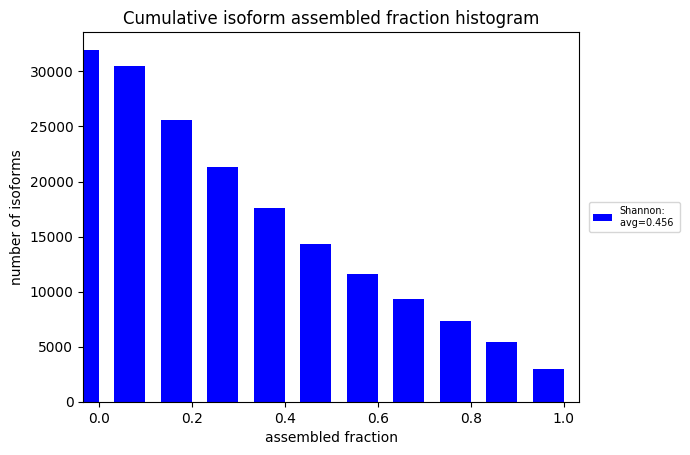 Cumulative isoform assembled fraction histogram
number of isoforms
30000
25000
20000
15000
10000
5000
0
0.0
0.2
0.4
0.6
0.8
1.0
assembled fraction
Shannon:
avg=0.456